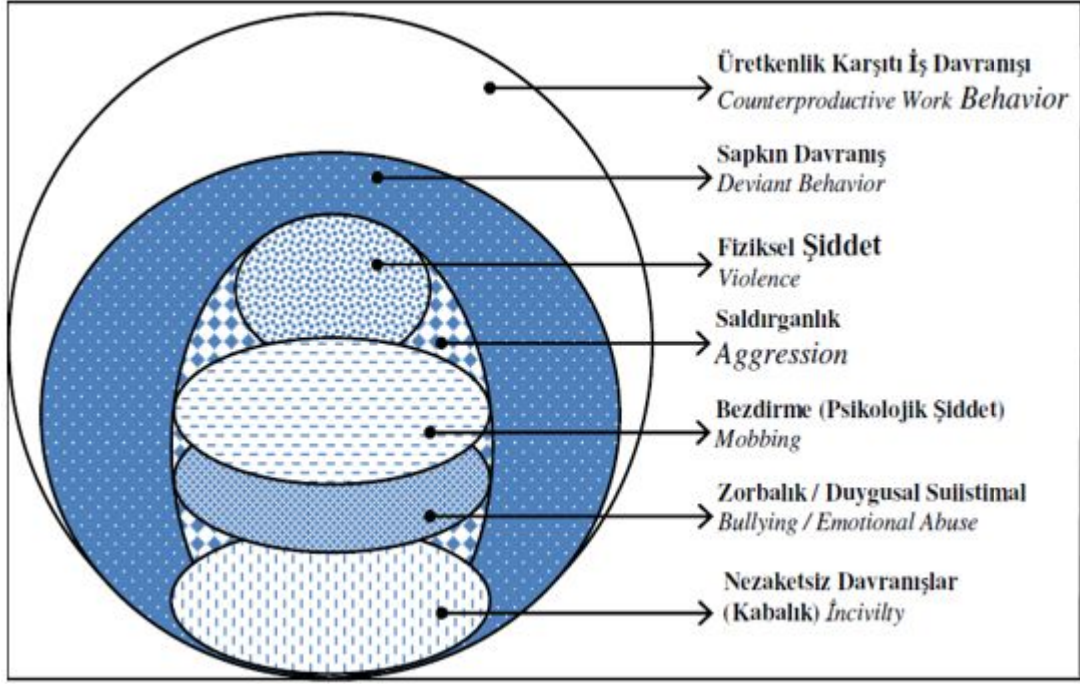 Üretkenlik Karşıtı İş Davranışı
Counterproductive Work Behavior
Sapkın Davranış
Deviant Behavior
Fiziksel Şiddet
Violence
Saldırganlık
Aggression
Bezdirme (Psikolojik Şiddet)
Mobbing
Zorbalık / Duygusal Suiistimal
Bullying / Emotional Abuse
Nezaketsiz Davranışlar
(Kabalık) İncivilty